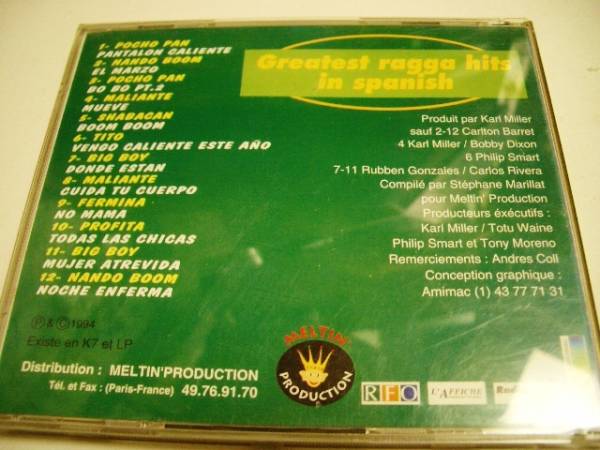 1- POCHO PAN
PANTALON CALIENTE
2- NANDO BOOM
EL MARZO
3- POCHO PAN
BO BO PT.2
4- MALIANTE
MUEVE
5- SHABACAN
BOOM BOOM
6- TITO
VENGO CALIENTE ESTE AÑO
7- BIG BOY
DONDE ESTAN
8- MALIANTE
CUIDA TU CUERPO
9- FERMINA
NO MAMA
10- PROFITA
TODAS LAS CHICAS
11- BIG BOY
MUJER ATREVIDA
12- NANDO BOOM
NOCHE ENFERMA
Greatest ragga hits
in spanish
Produit par Karl Miller
sauf 2-12 Carlton Barret
4 Karl Miller / Bobby Dixon
6 Philip Smart
7-11 Rubben Gonzales / Carlos Rivera
Compilé par Stéphane Marillat
pour Meltin' Production
Producteurs éxécutifs :
Karl Miller / Totu Waine
Philip Smart et Tony Moreno
Remerciements : Andres Coll
Conception graphique :
Amimac (1) 43 77 71 31
℗ & © 1994
Existe en K7 et LP
Distribution : MELTIN'PRODUCTION
Tél. et Fax : (Paris-France) 49.76.91.70
MELTIN'
PRODUCTION
RFO
L'AFFICHE